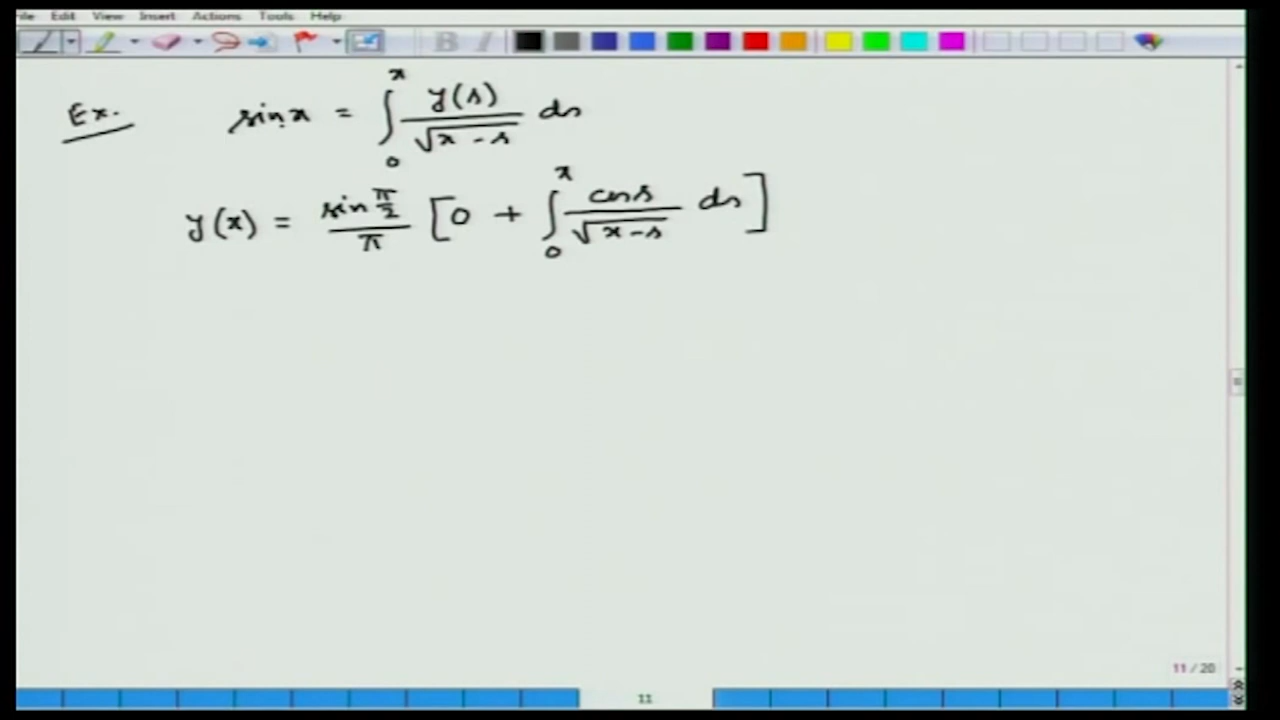 File Edit View Insert Actions Tools Help
B I
Ex. sin x = ∫₀ˣ y(s)/√(x-s) ds
y(x) = sin(π/2)/π [0 + ∫₀ˣ cos s/√(x-s) ds]
11 / 20
11